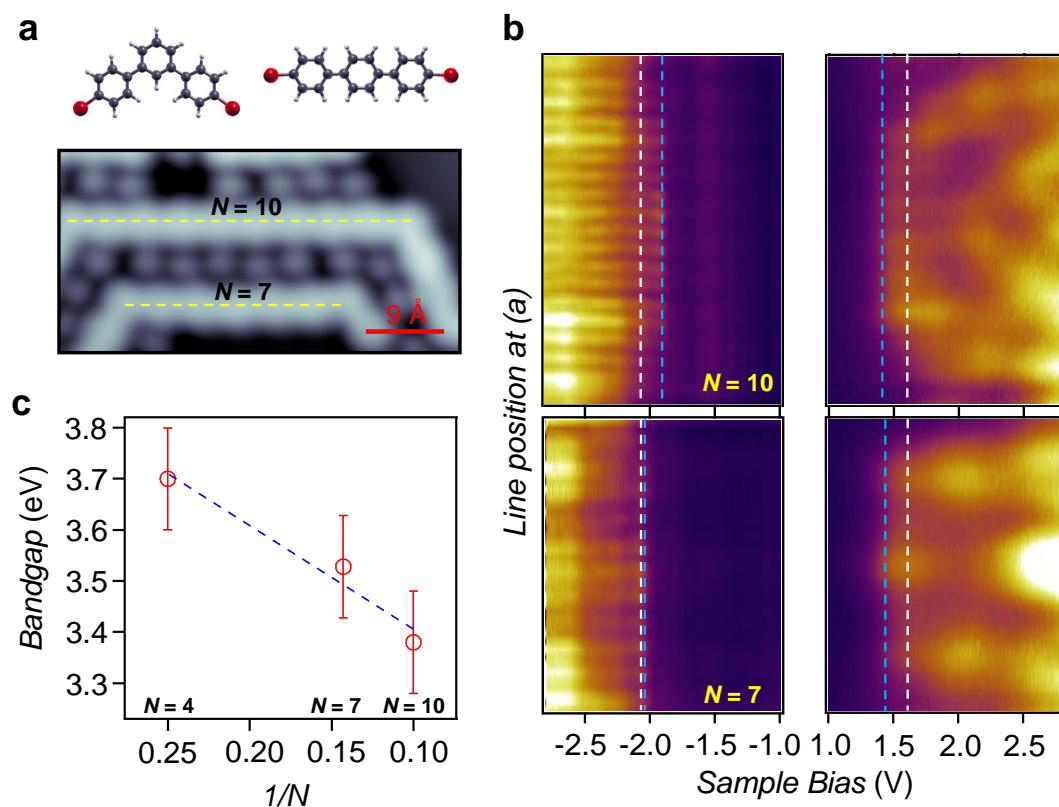 a
N = 10
N = 7
9 Å
b
Line position at (a)
N = 10
N = 7
-2.5 -2.0 -1.5 -1.0 1.0 1.5 2.0 2.5
Sample Bias (V)
c
Bandgap (eV)
3.8
3.7
3.6
3.5
3.4
3.3
N = 4 N = 7 N = 10
0.25 0.20 0.15 0.10
1/N